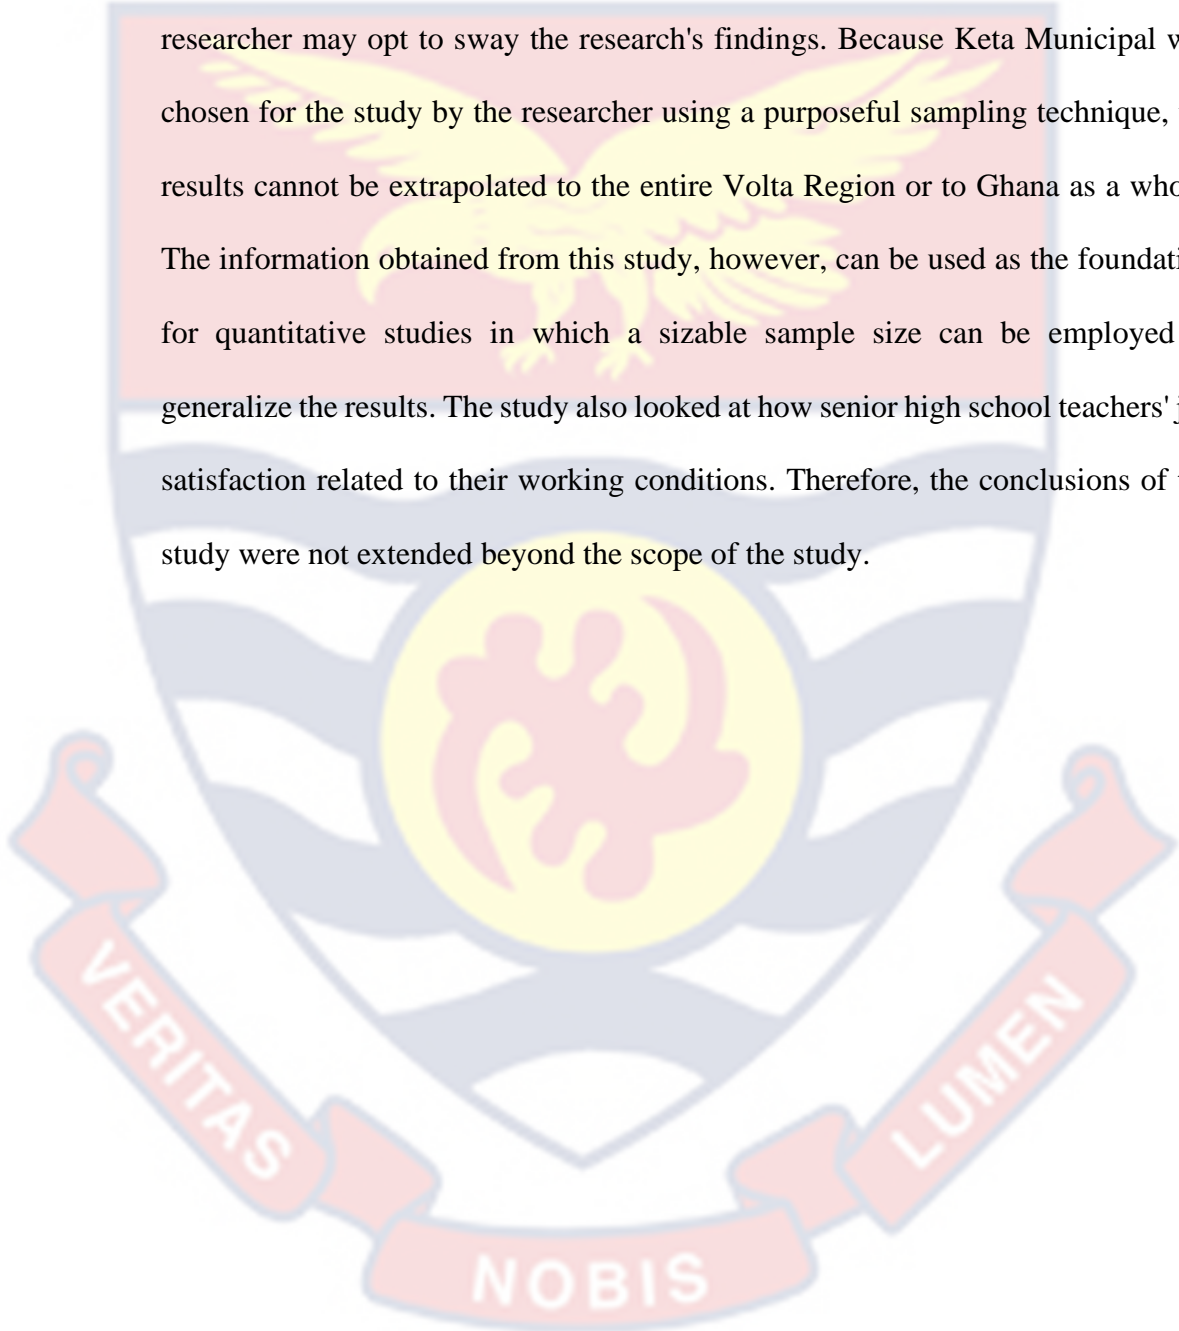 researcher may opt to sway the research's findings. Because Keta Municipal
chosen for the study by the researcher using a purposeful sampling technique,
results cannot be extrapolated to the entire Volta Region or to Ghana as a
The information obtained from this study, however, can be used as the
for quantitative studies in which a sizable sample size can be employed
generalize the results. The study also looked at how senior high school teachers'
satisfaction related to their working conditions. Therefore, the conclusions of
study were not extended beyond the scope of the study.
VERITAS
NOBIS
LUMEN